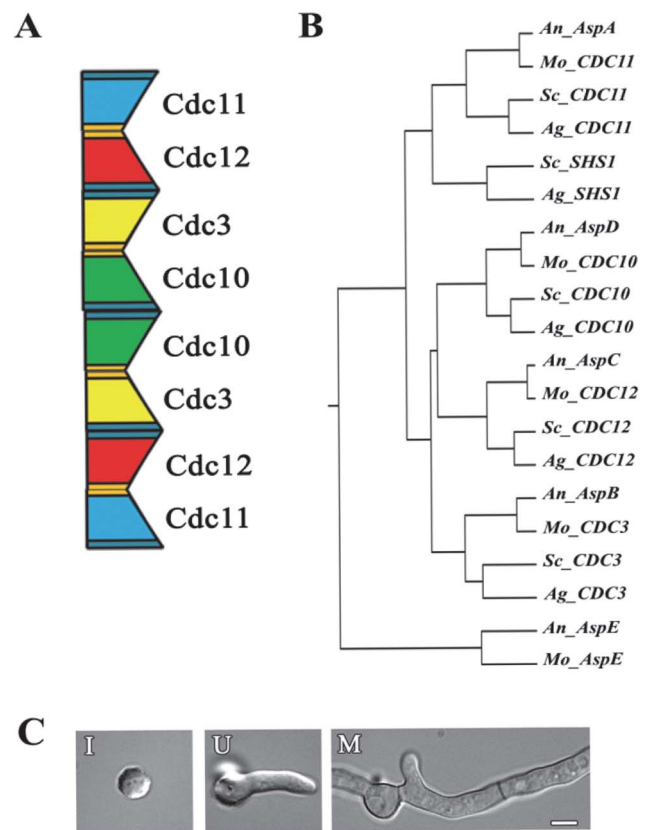 A
Cdc11
Cdc12
Cdc3
Cdc10
Cdc10
Cdc3
Cdc12
Cdc11
B
An_AspA
Mo_CDC11
Sc_CDC11
Ag_CDC11
Sc_SHS1
Ag_SHS1
An_AspD
Mo_CDC10
Sc_CDC10
Ag_CDC10
An_AspC
Mo_CDC12
Sc_CDC12
Ag_CDC12
An_AspB
Mo_CDC3
Sc_CDC3
Ag_CDC3
An_AspE
Mo_AspE
C
I
U
M